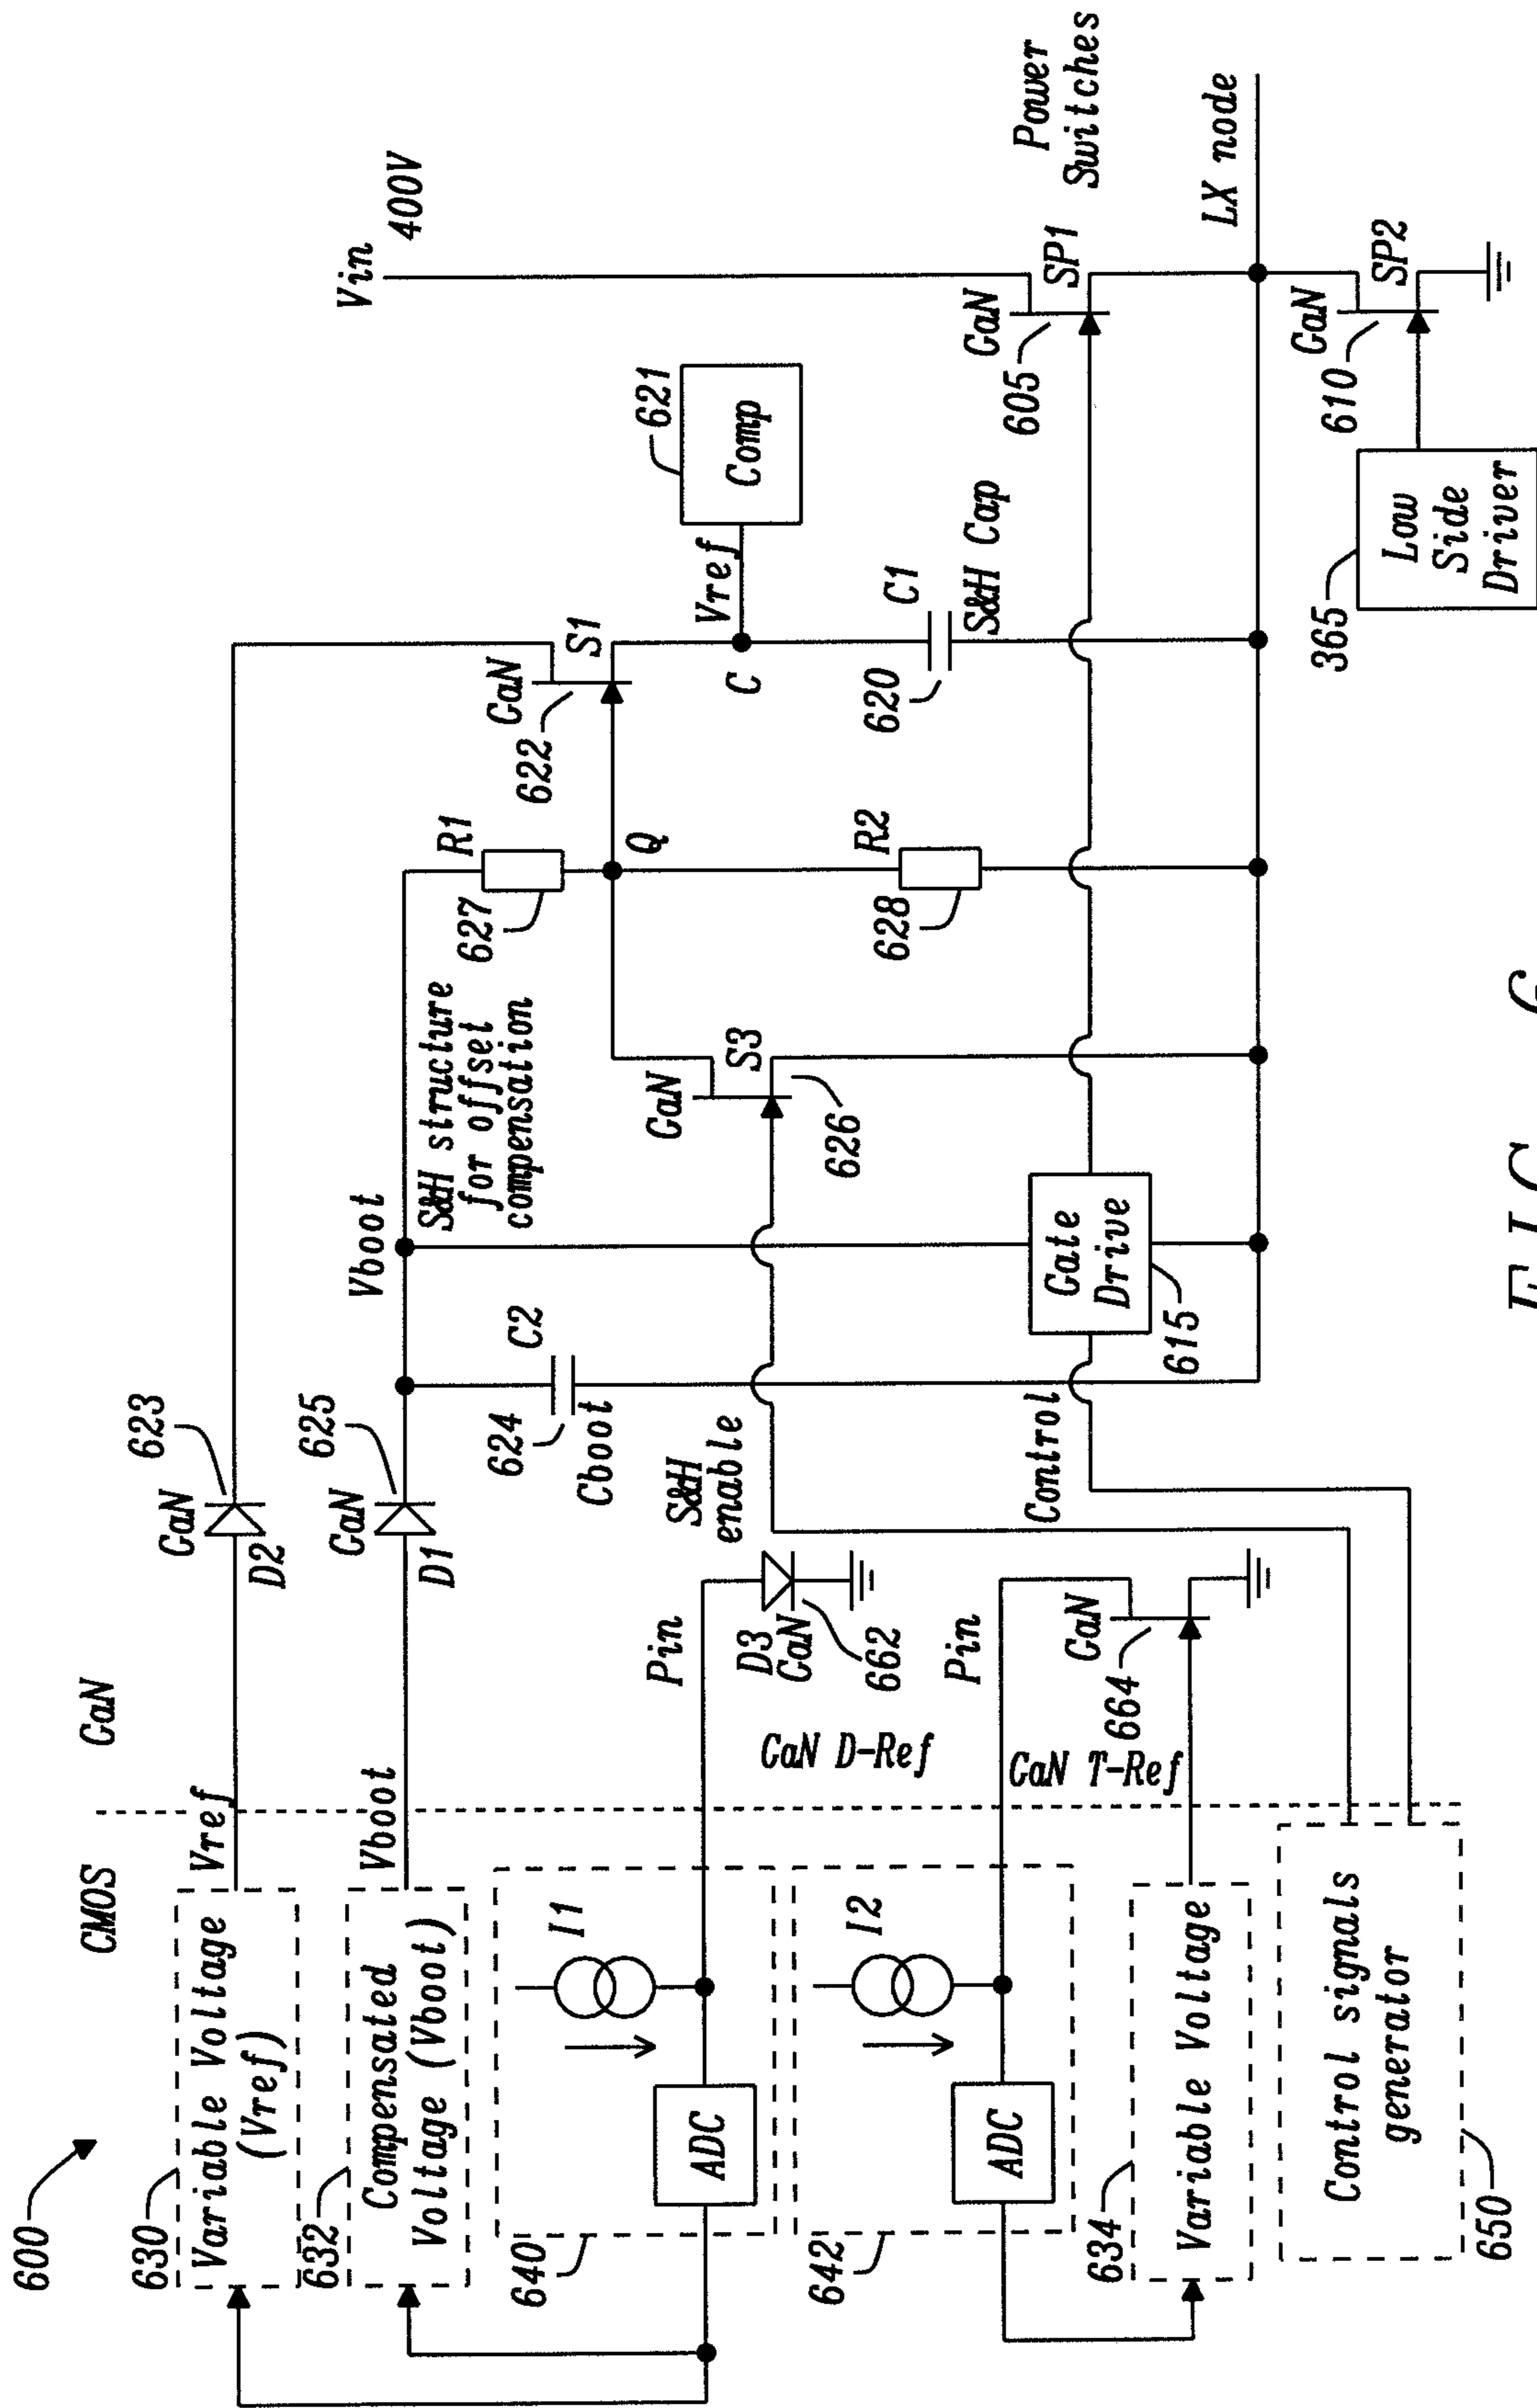 600
CMOS
GaN
630
Variable Voltage
(Vref)
Vref
GaN
D2
623
632
Compensated
Voltage (Vboot)
Vboot
GaN
D1
625
Vboot
624
C2
Cboot
S&H structure
for offset
compensation
R1
627
Q
R2
628
GaN
S3
626
GaN
S1
622
Vref
C
Comp
621
C1
620
S&H Cap
Vin
400V
GaN
SP1
605
Power
Switches
LX node
GaN
SP2
610
Low
Side
Driver
365
Gate
Drive
615
S&H
enable
Control
640
I1
ADC
Pin
D3
GaN
662
GaN D-Ref
642
I2
ADC
Pin
GaN
664
GaN T-Ref
634
Variable Voltage
Control signals
generator
650